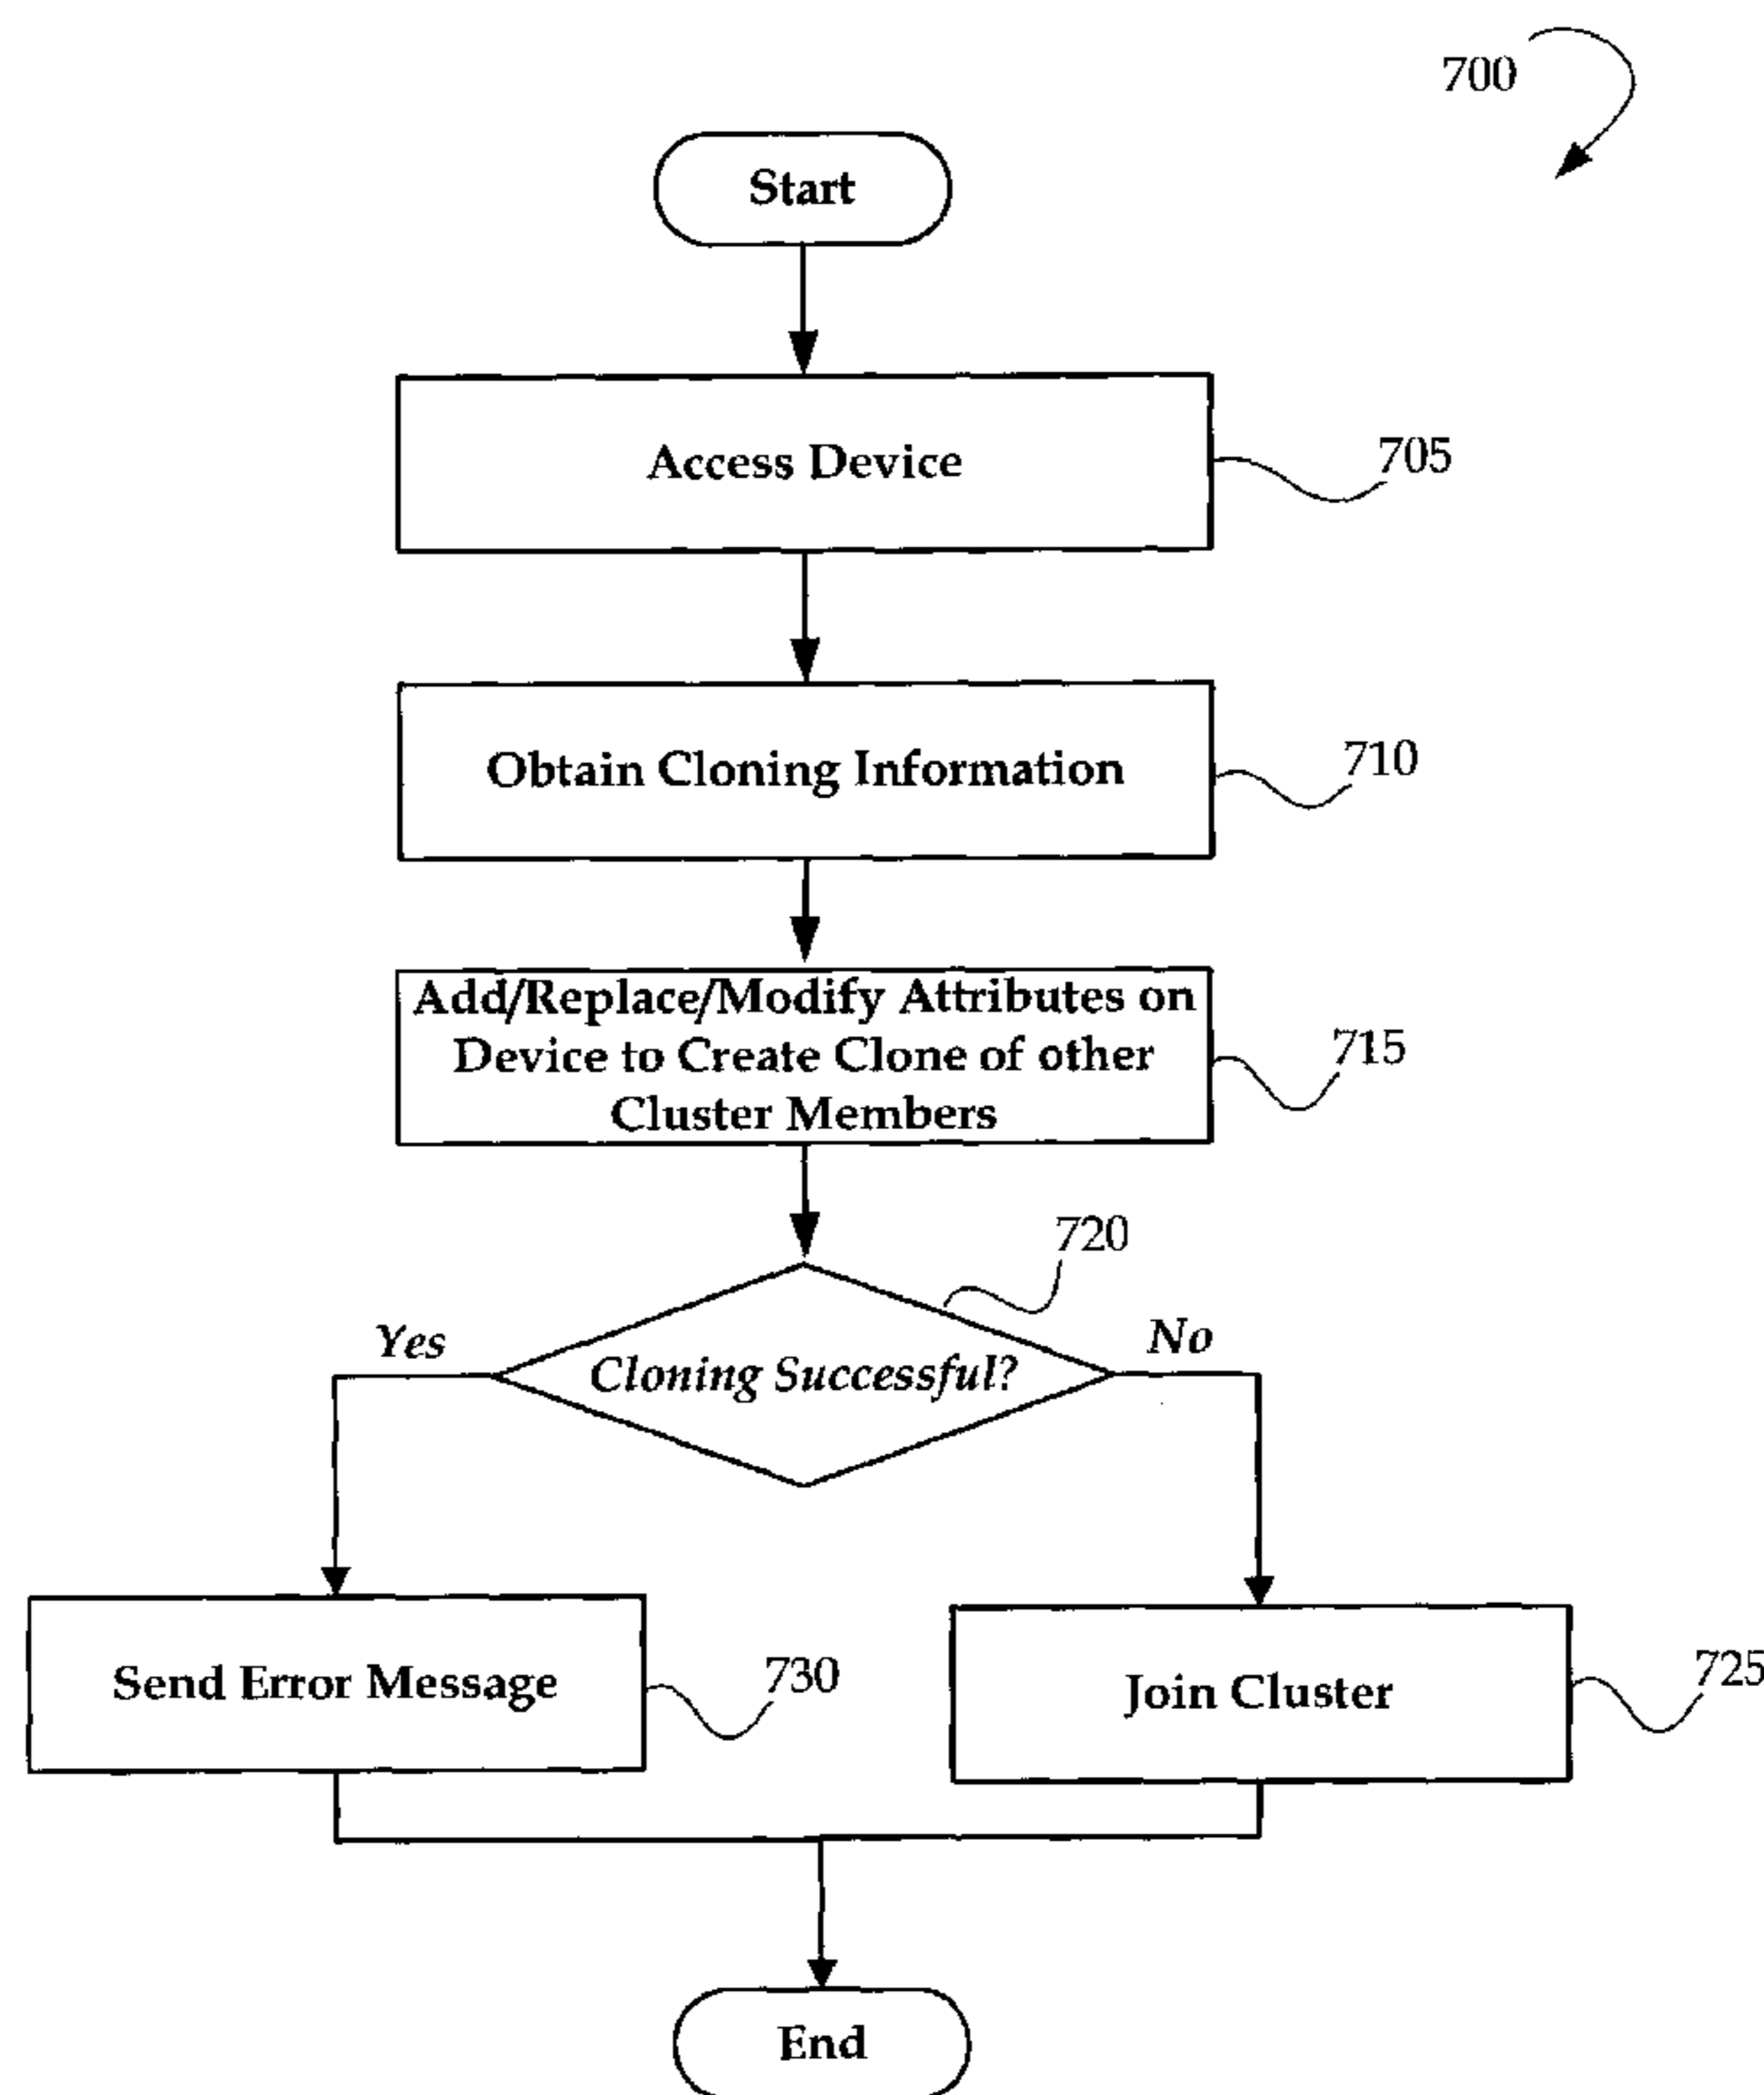 700
Start
Access Device
705
Obtain Cloning Information
710
Add/Replace/Modify Attributes on
Device to Create Clone of other
Cluster Members
715
720
Yes
Cloning Successful?
No
Send Error Message
730
Join Cluster
725
End